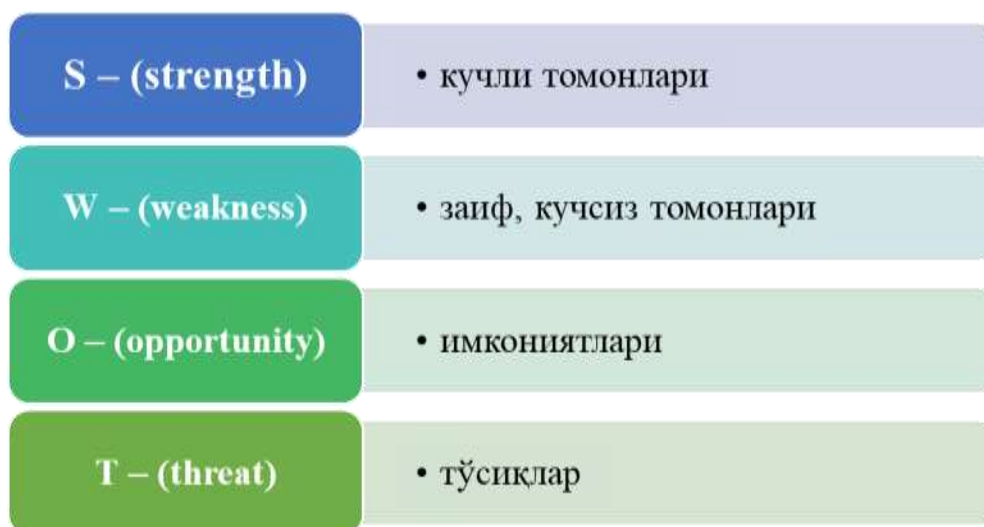 S – (strength)
• кучли томонлари
W – (weakness)
• заиф, кучсиз томонлари
O – (opportunity)
• имкониятлари
T – (threat)
• тўсиқлар